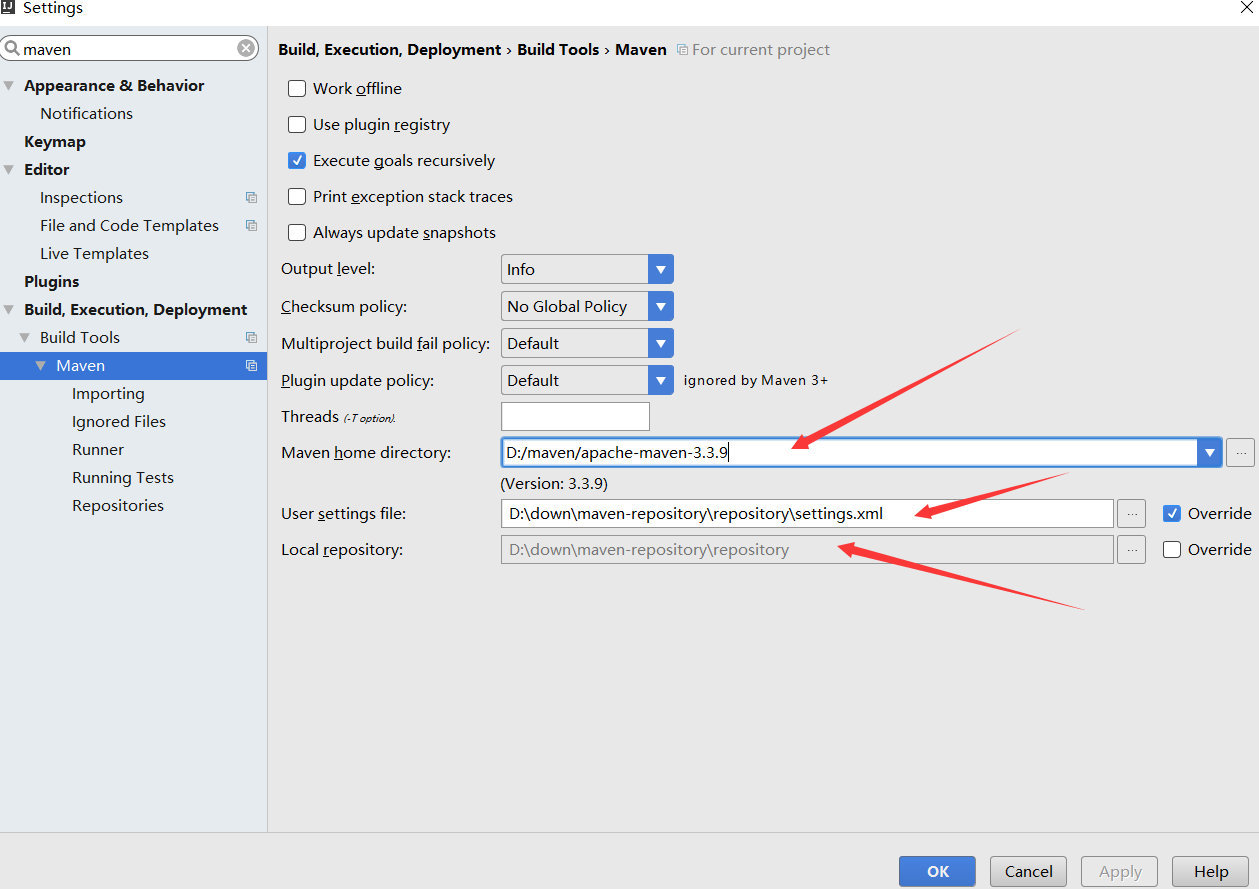 Settings
maven
Appearance & Behavior
Notifications
Keymap
Editor
Inspections
File and Code Templates
Live Templates
Plugins
Build, Execution, Deployment
Build Tools
Maven
Importing
Ignored Files
Runner
Running Tests
Repositories
Build, Execution, Deployment › Build Tools › Maven For current project
Work offline
Use plugin registry
Execute goals recursively
Print exception stack traces
Always update snapshots
Output level: Info
Checksum policy: No Global Policy
Multiproject build fail policy: Default
Plugin update policy: Default ignored by Maven 3+
Threads (-T option).
Maven home directory: D:/maven/apache-maven-3.3.9 ...
(Version: 3.3.9)
User settings file: D:\down\maven-repository\repository\settings.xml ... Override
Local repository: D:\down\maven-repository\repository ... Override
OK Cancel Apply Help